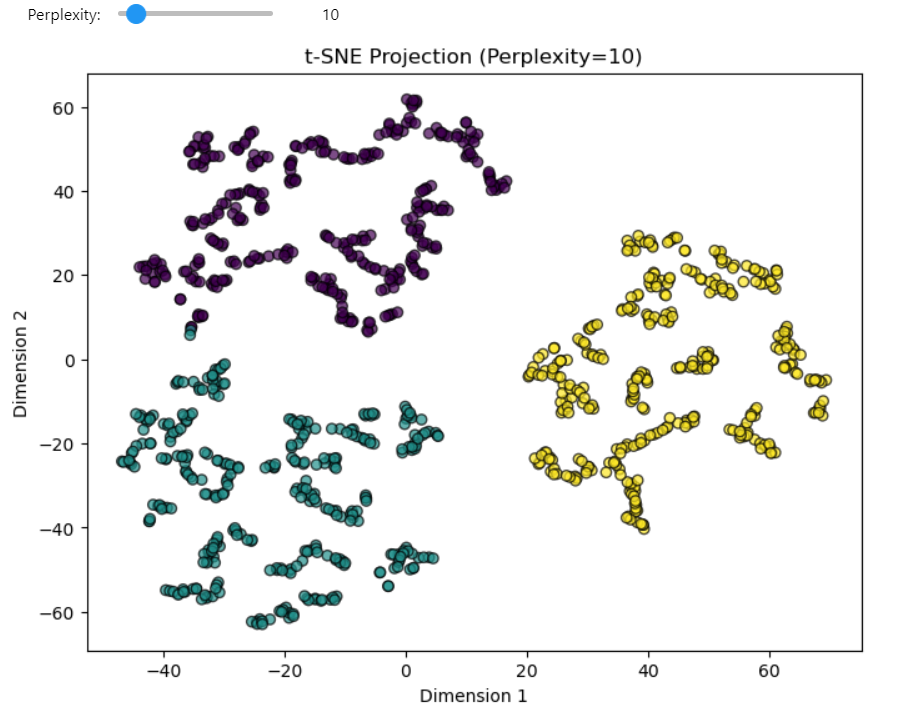 Perplexity: 10
t-SNE Projection (Perplexity=10)
60
40
20
0
−20
−40
−60
Dimension 2
−40 −20 0 20 40 60
Dimension 1